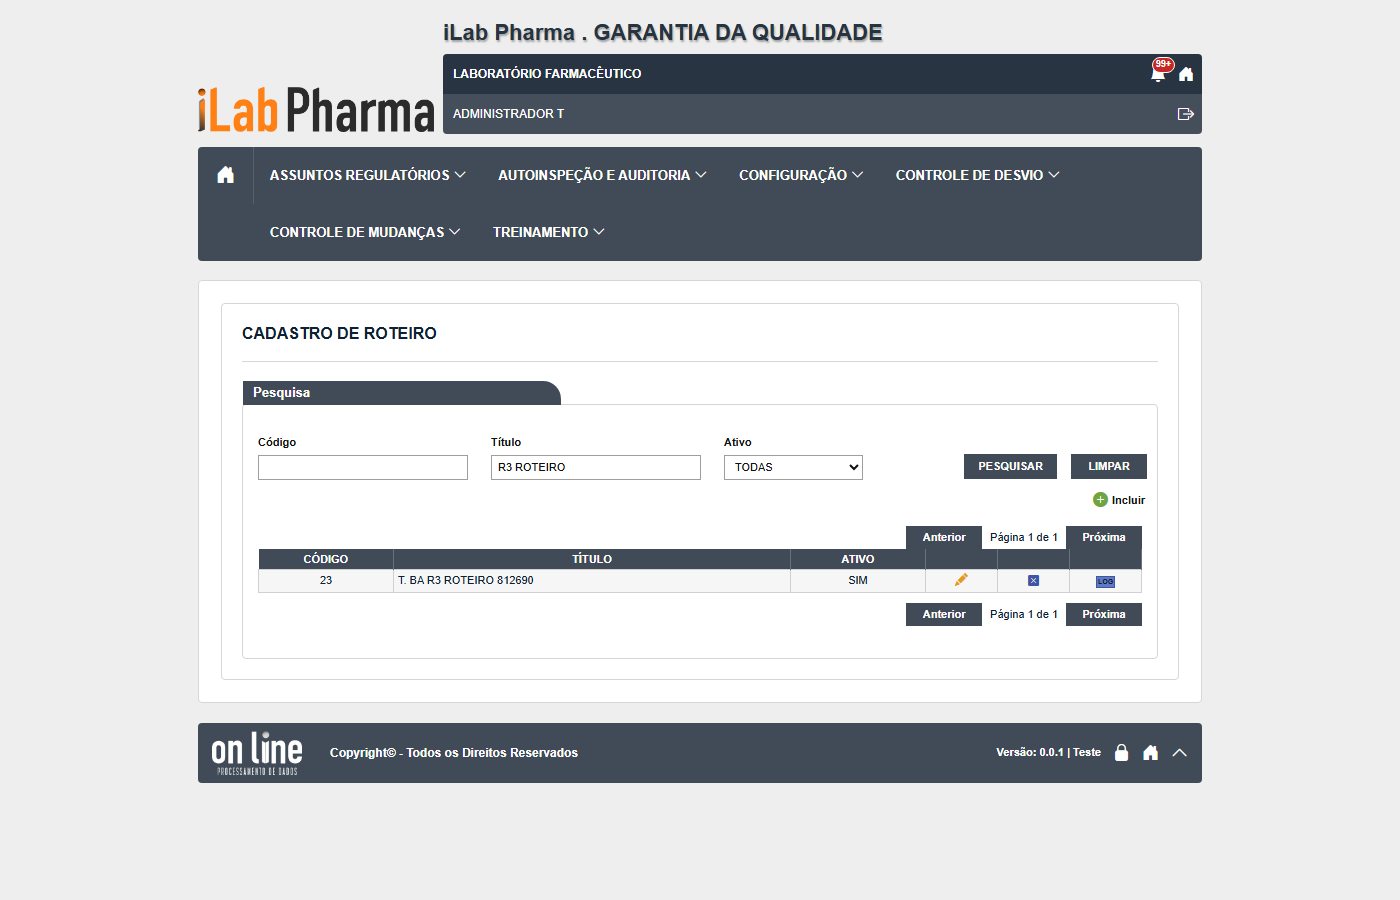 iLab Pharma . GARANTIA DA QUALIDADE
iLab Pharma
LABORATÓRIO FARMACÊUTICO
99+
ADMINISTRADOR T
ASSUNTOS REGULATÓRIOS
AUTOINSPEÇÃO E AUDITORIA
CONFIGURAÇÃO
CONTROLE DE DESVIO
CONTROLE DE MUDANÇAS
TREINAMENTO
CADASTRO DE ROTEIRO
Pesquisa
Código
Título
Ativo
R3 ROTEIRO
TODAS
PESQUISAR
LIMPAR
Incluir
Anterior
Página 1 de 1
Próxima
CÓDIGO
TÍTULO
ATIVO
23
T. BA R3 ROTEIRO 812690
SIM
LOG
Anterior
Página 1 de 1
Próxima
on line
PROCESSAMENTO DE DADOS
Copyright© - Todos os Direitos Reservados
Versão: 0.0.1 | Teste